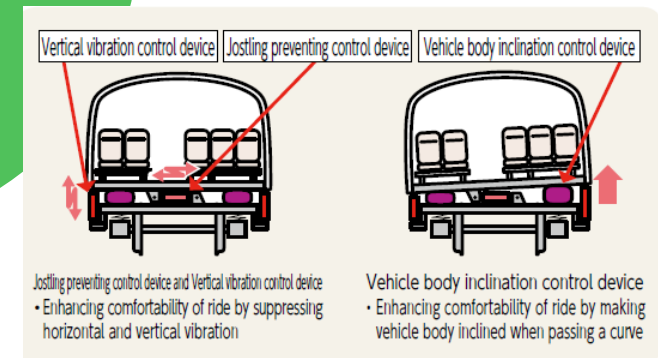 Vertical vibration control device
Jostling preventing control device
Vehicle body inclination control device
Jostling preventing control device and Vertical vibration control device
• Enhancing comfortability of ride by suppressing
horizontal and vertical vibration
Vehicle body inclination control device
• Enhancing comfortability of ride by making
vehicle body inclined when passing a curve